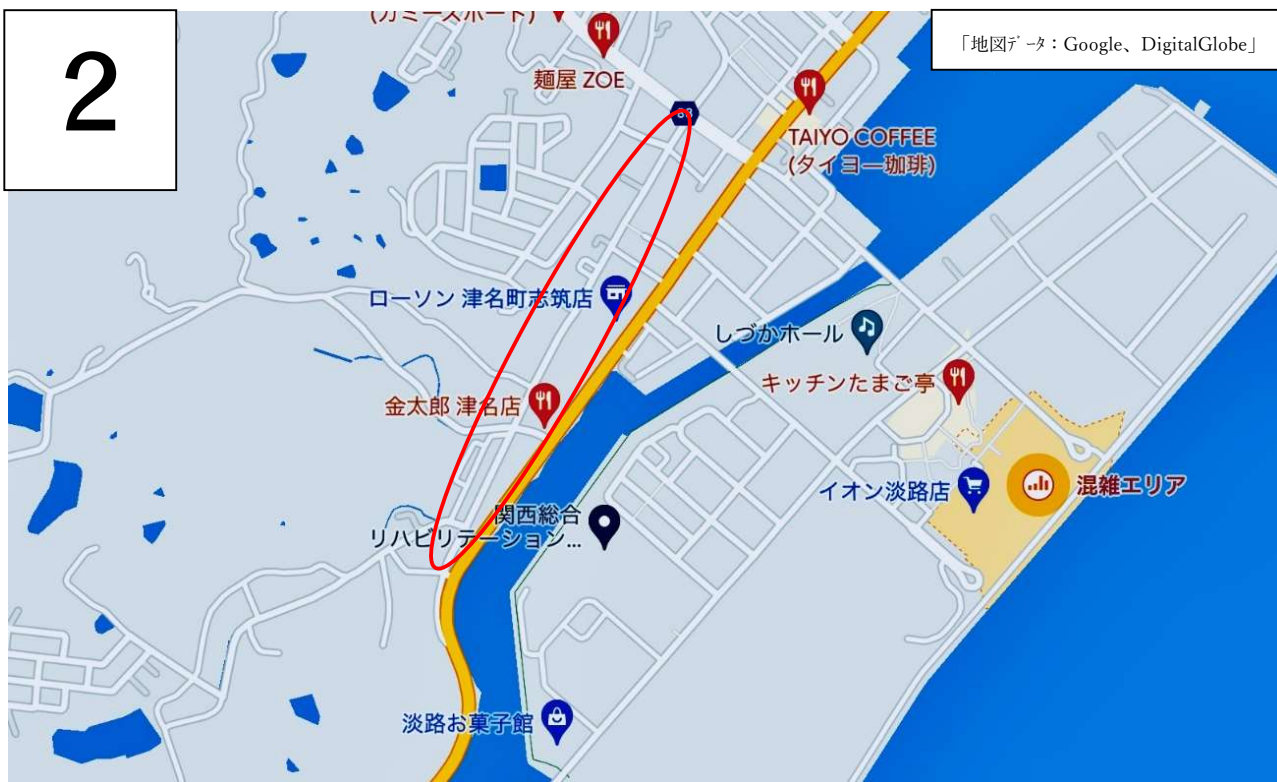 2
「地図ﾃﾞｰﾀ：Google、DigitalGlobe」
麺屋 ZOE
TAIYO COFFEE
(タイヨー珈琲)
ローソン 津名町志筑店
しづかホール
キッチンたまご亭
金太郎 津名店
イオン淡路店
混雑エリア
関西総合
リハビリテーション...
淡路お菓子館